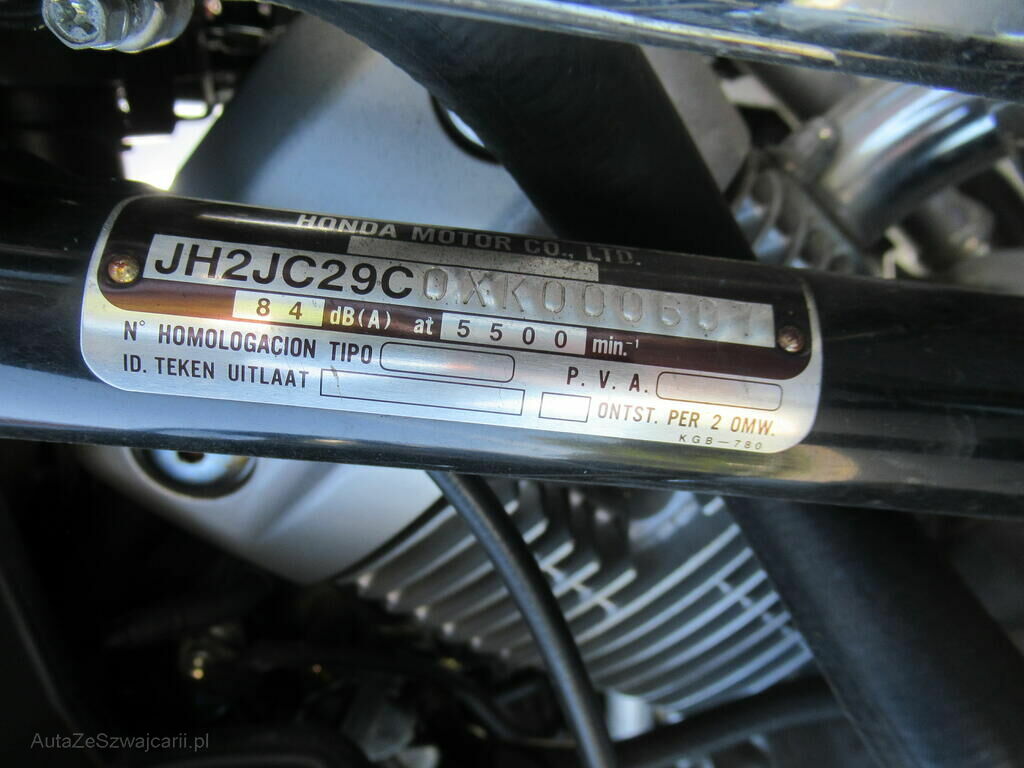 HONDA MOTOR CO., LTD.
JH2JC29C0XK000607
84 dB(A) at 5500 min.⁻¹
N° HOMOLOGACION TIPO P. V. A.
ID. TEKEN UITLAAT ONTST. PER 2 OMW.
KGB—780
AutaZeSzwajcarii.pl